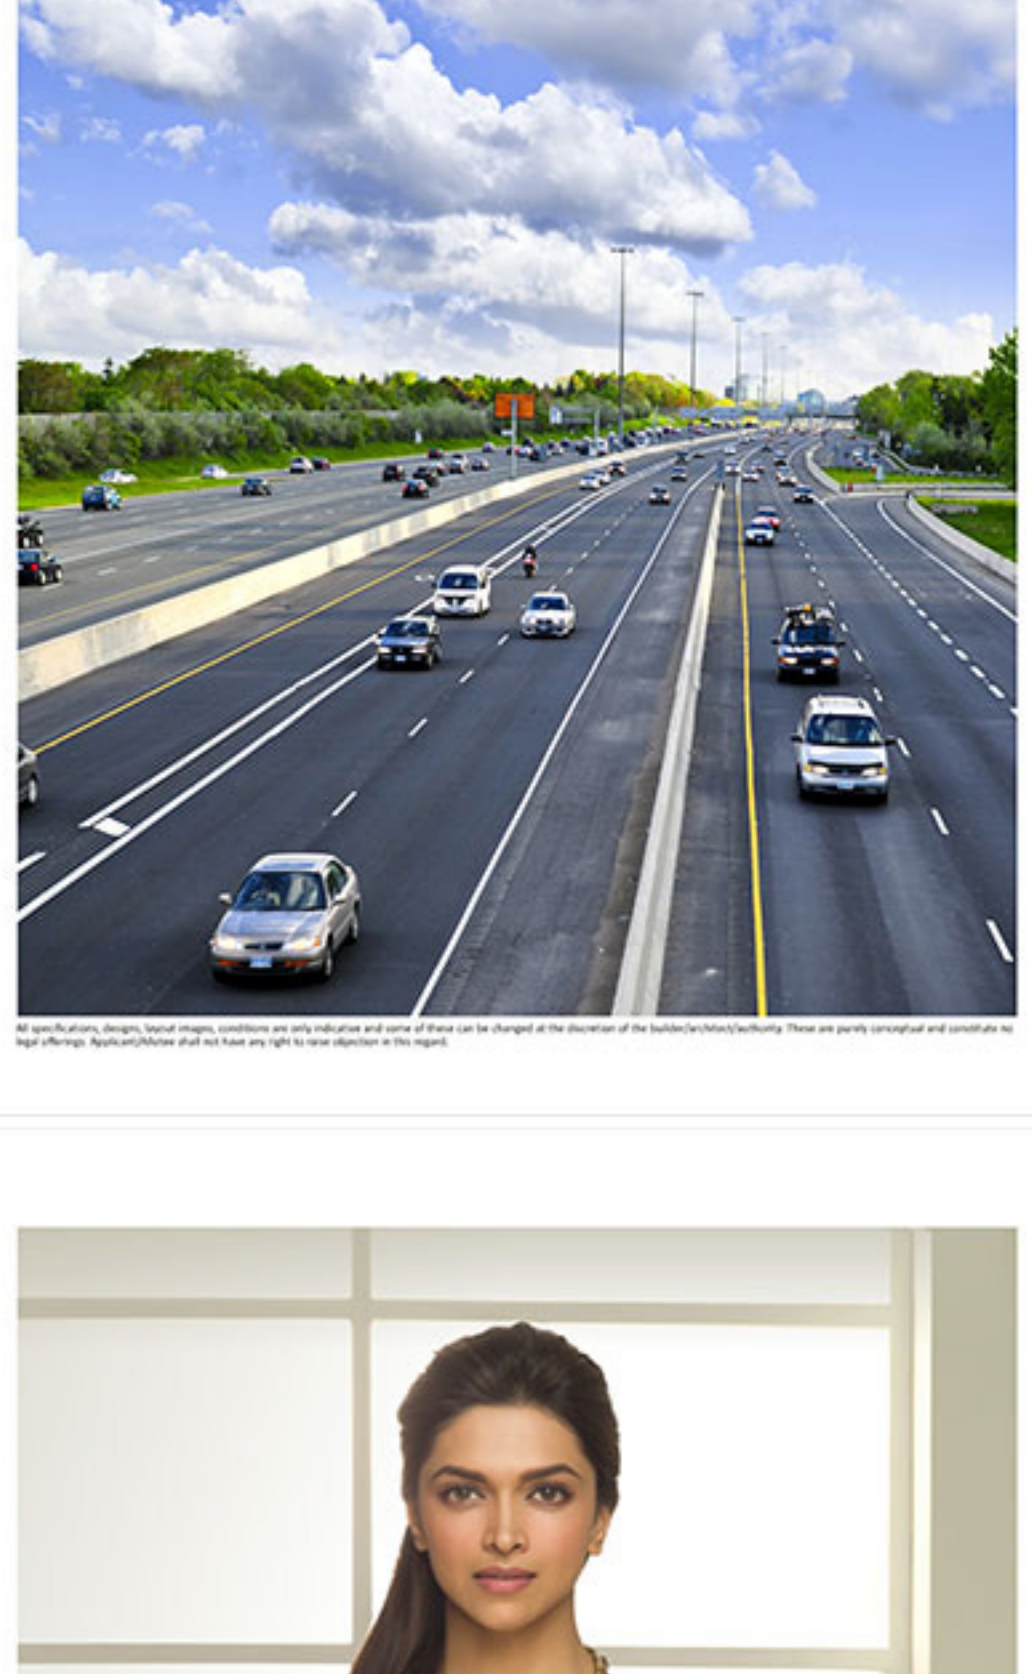 All specifications, designs, layout images, conditions are only indicative and some of these can be changed at the discretion of the builder/architect/authority. These are purely conceptual and constitute no
legal offerings. Applicant/Allotee shall not have any right to raise objection in this regard.